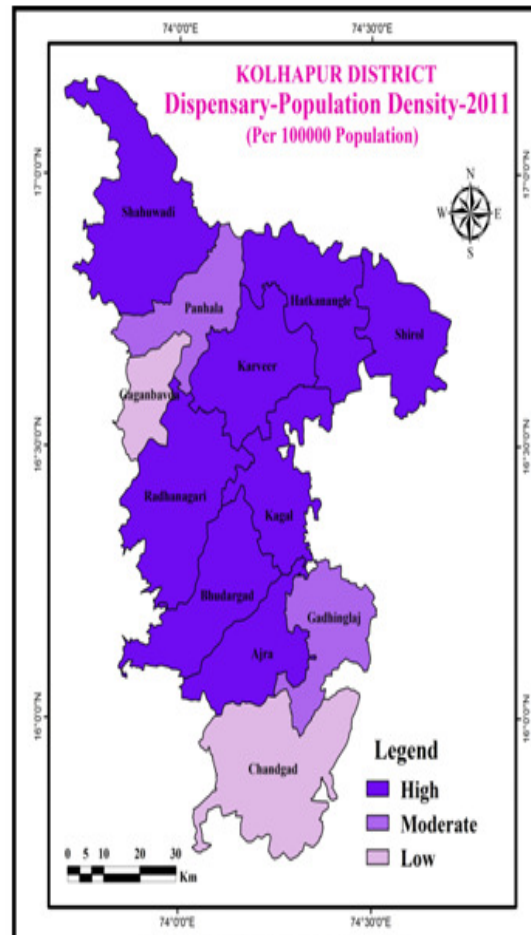 74°0'0"E 74°30'0"E
KOLHAPUR DISTRICT
Dispensary-Population Density-2011
(Per 100000 Population)
17°0'0"N 17°0'0"N
N
W E
S
Shahuwadi
Panhala
Hatkanangle
Shirol
Karveer
Gaganbavda
16°30'0"N 16°30'0"N
Radhanagari
Kagal
Bhudargad
Gadhinglaj
Ajra
16°0'0"N 16°0'0"N
Chandgad
Legend
High
Moderate
Low
0 5 10 20 30
Km
74°0'0"E 74°30'0"E